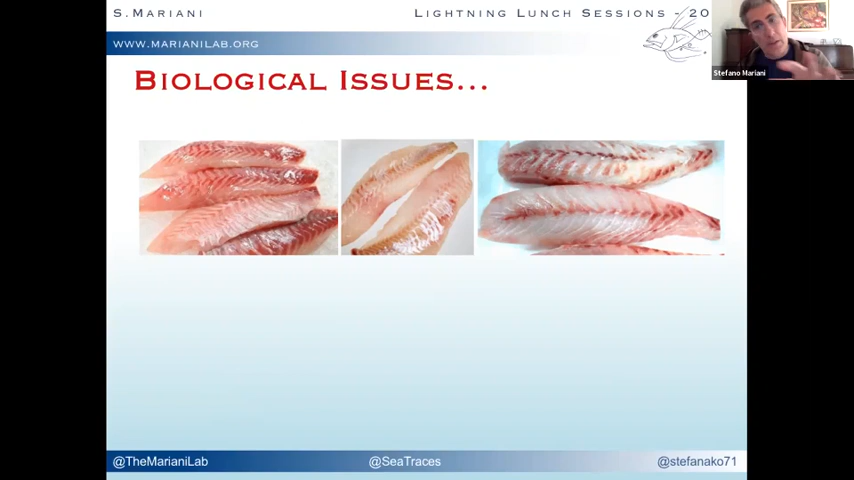 S.Mariani
Lightning Lunch Sessions - 20
www.marianilab.org
Stefano Mariani
Biological Issues...
@TheMarianiLab
@SeaTraces
@stefanako71